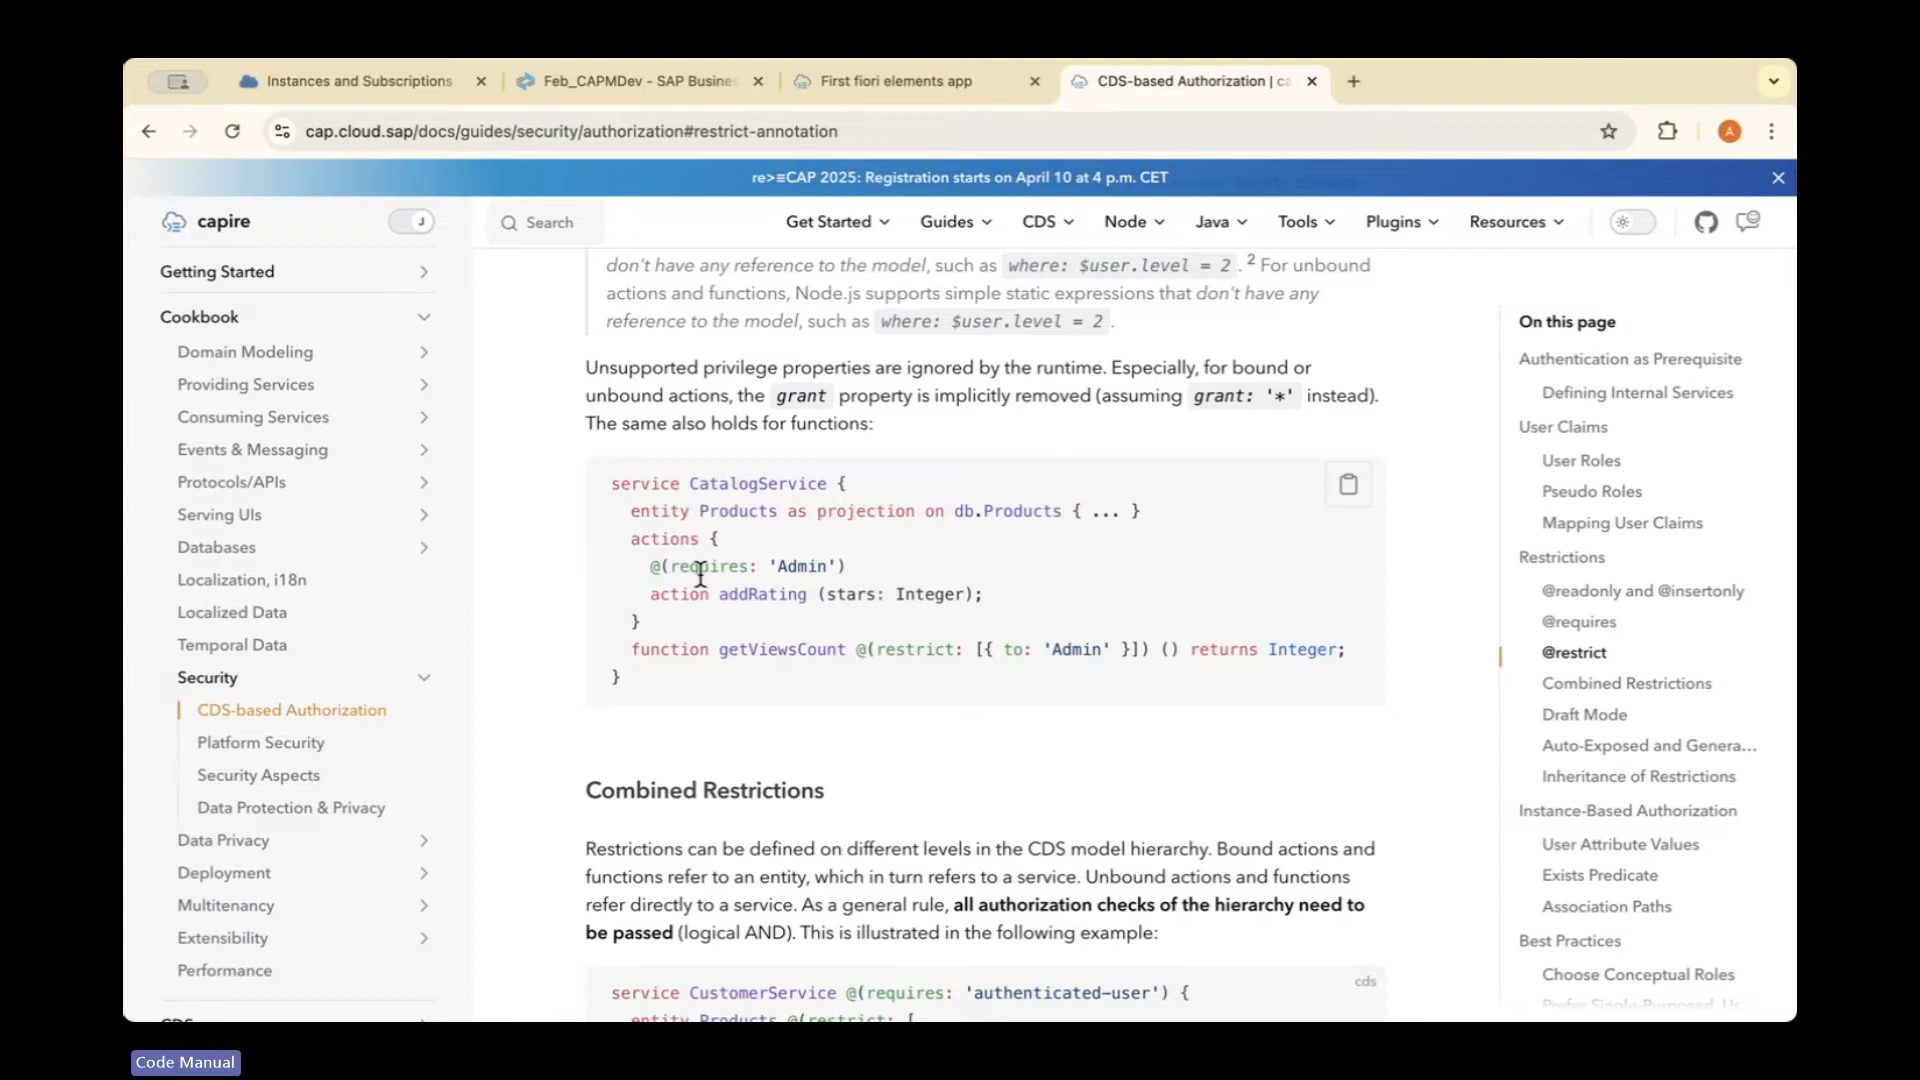 Instances and Subscriptions
Feb_CAPMDev - SAP Busine
First fiori elements app
CDS-based Authorization | ca
cap.cloud.sap/docs/guides/security/authorization#restrict-annotation
A
re>≡CAP 2025: Registration starts on April 10 at 4 p.m. CET
capire
J
Search
Get Started
Guides
CDS
Node
Java
Tools
Plugins
Resources
Getting Started
Cookbook
Domain Modeling
Providing Services
Consuming Services
Events & Messaging
Protocols/APIs
Serving UIs
Databases
Localization, i18n
Localized Data
Temporal Data
Security
CDS-based Authorization
Platform Security
Security Aspects
Data Protection & Privacy
Data Privacy
Deployment
Multitenancy
Extensibility
Performance
CDS
don't have any reference to the model, such as where: $user.level = 2 . 2 For unbound
actions and functions, Node.js supports simple static expressions that don't have any
reference to the model, such as where: $user.level = 2 .
Unsupported privilege properties are ignored by the runtime. Especially, for bound or
unbound actions, the grant property is implicitly removed (assuming grant: '*' instead).
The same also holds for functions:
service CatalogService {
entity Products as projection on db.Products { ... }
actions {
@(requires: 'Admin')
action addRating (stars: Integer);
}
function getViewsCount @(restrict: [{ to: 'Admin' }]) () returns Integer;
}
Combined Restrictions
Restrictions can be defined on different levels in the CDS model hierarchy. Bound actions and
functions refer to an entity, which in turn refers to a service. Unbound actions and functions
refer directly to a service. As a general rule, all authorization checks of the hierarchy need to
be passed (logical AND). This is illustrated in the following example:
cds
service CustomerService @(requires: 'authenticated-user') {
entity Products @(restrict: [
On this page
Authentication as Prerequisite
Defining Internal Services
User Claims
User Roles
Pseudo Roles
Mapping User Claims
Restrictions
@readonly and @insertonly
@requires
@restrict
Combined Restrictions
Draft Mode
Auto-Exposed and Genera...
Inheritance of Restrictions
Instance-Based Authorization
User Attribute Values
Exists Predicate
Association Paths
Best Practices
Choose Conceptual Roles
Prefer Single-Purposed, Us
Code Manual